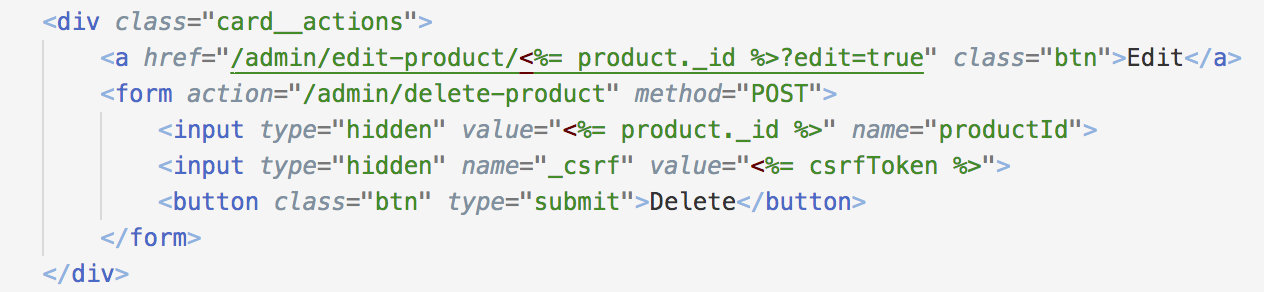 <div class="card__actions">
<a href="/admin/edit-product/<%= product._id %>?edit=true" class="btn">Edit</a>
<form action="/admin/delete-product" method="POST">
<input type="hidden" value="<%= product._id %>" name="productId">
<input type="hidden" name="_csrf" value="<%= csrfToken %>">
<button class="btn" type="submit">Delete</button>
</form>
</div>